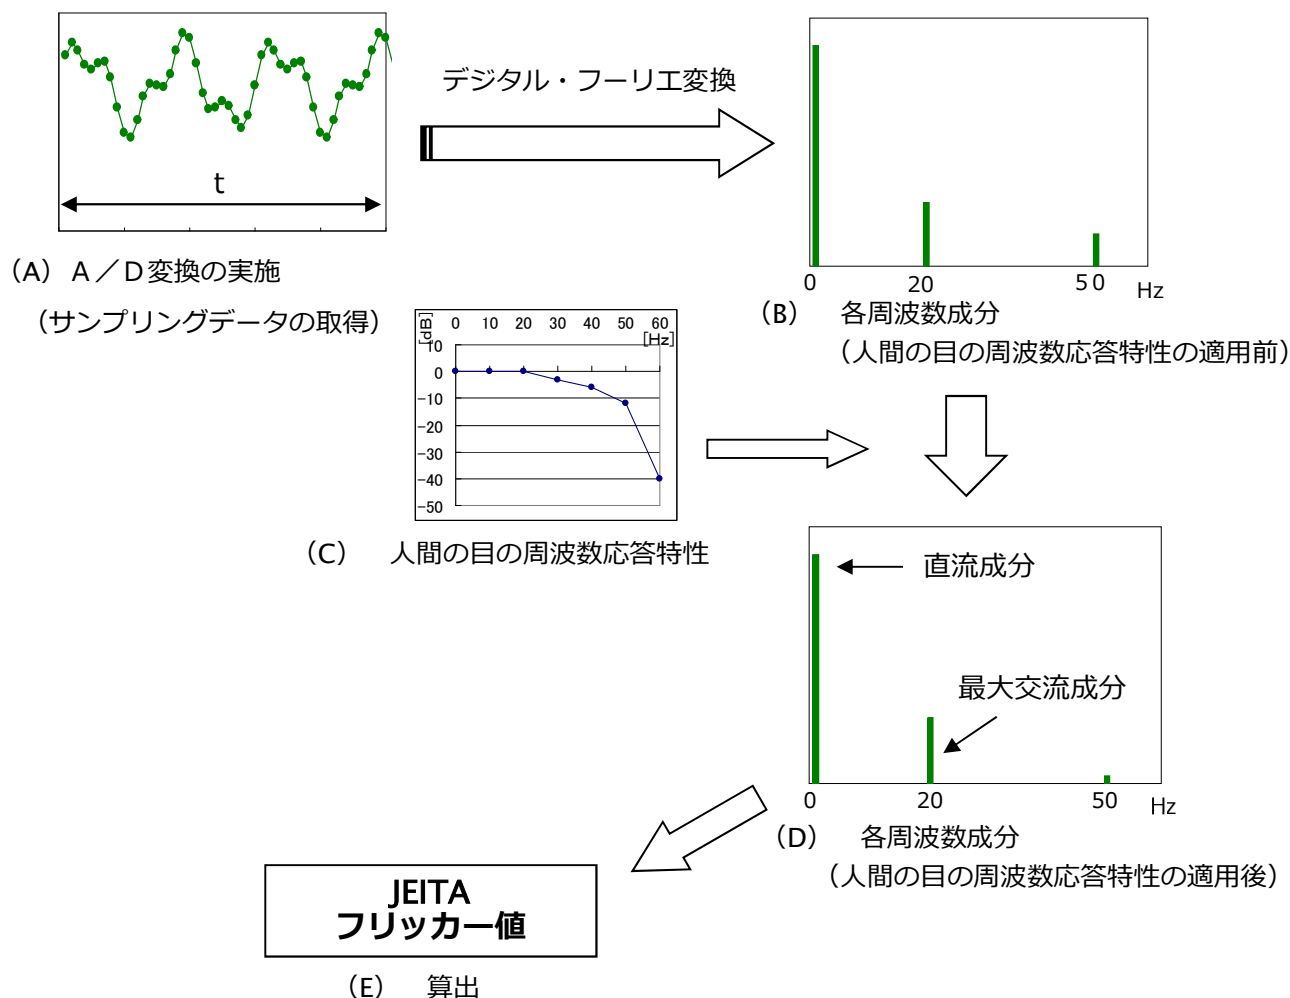 デジタル・フーリエ変換
t
(A) A/D変換の実施
(サンプリングデータの取得)
0 20 50 Hz
(B) 各周波数成分
(人間の目の周波数応答特性の適用前)
[dB] 0 10 20 30 40 50 60
[Hz]
10
0
-10
-20
-30
-40
-50
(C) 人間の目の周波数応答特性
直流成分
最大交流成分
0 20 50 Hz
(D) 各周波数成分
(人間の目の周波数応答特性の適用後)
JEITA
フリッカー値
(E) 算出